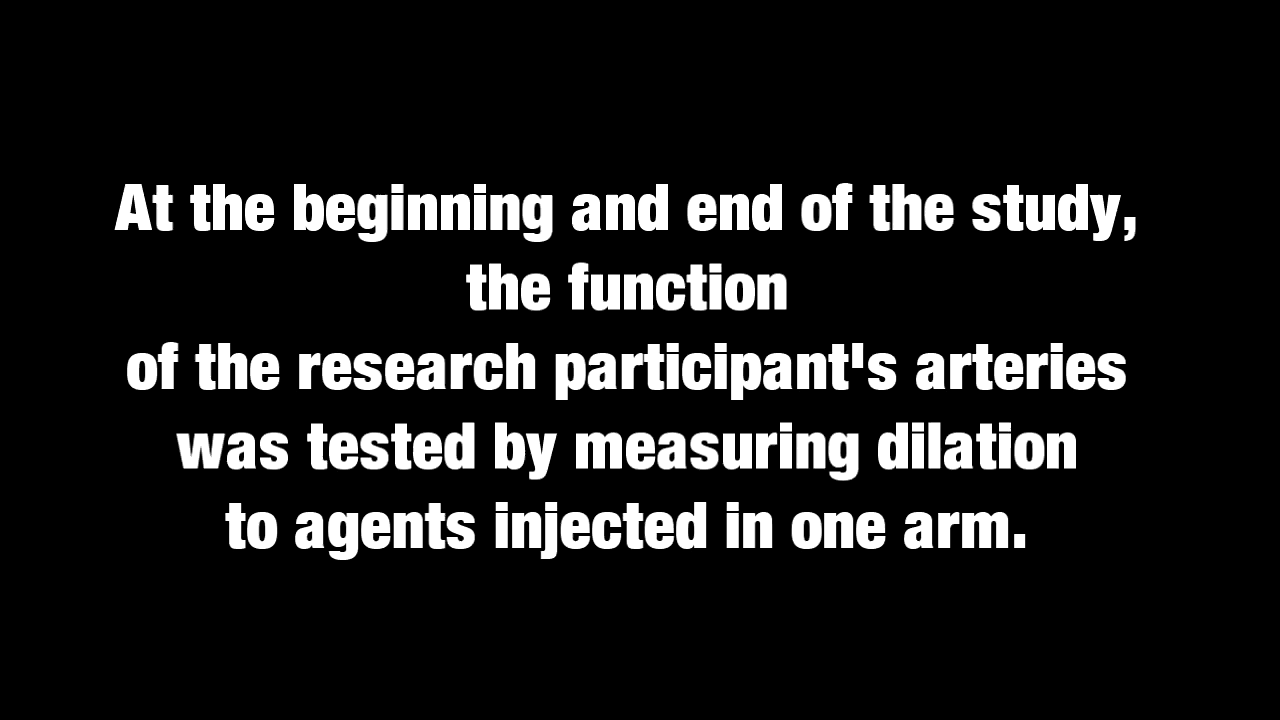 At the beginning and end of the study,
the function
of the research participant's arteries
was tested by measuring dilation
to agents injected in one arm.